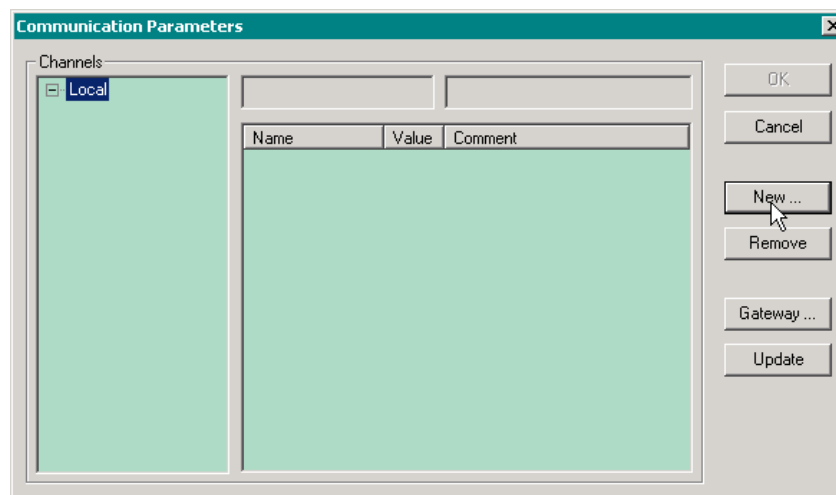 Communication Parameters
Channels
Local
OK
Cancel
Name Value Comment
New ...
Remove
Gateway ...
Update